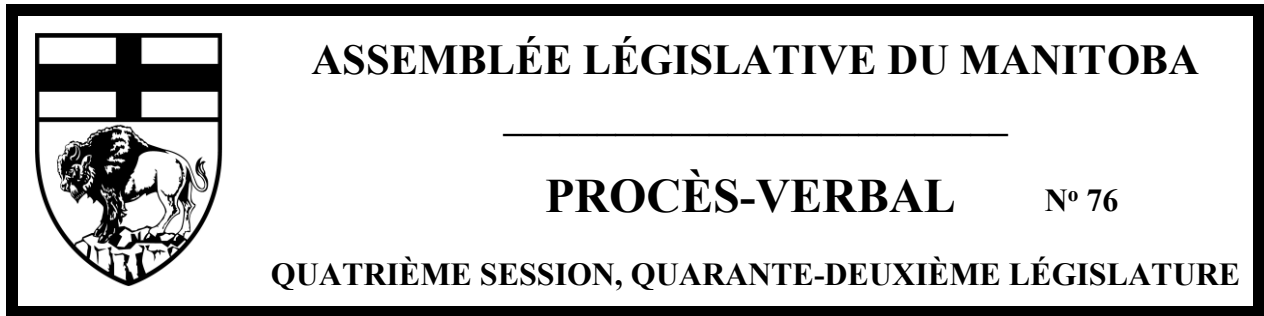 ASSEMBLÉE LÉGISLATIVE DU MANITOBA
PROCÈS-VERBAL Nº 76
QUATRIÈME SESSION, QUARANTE-DEUXIÈME LÉGISLATURE